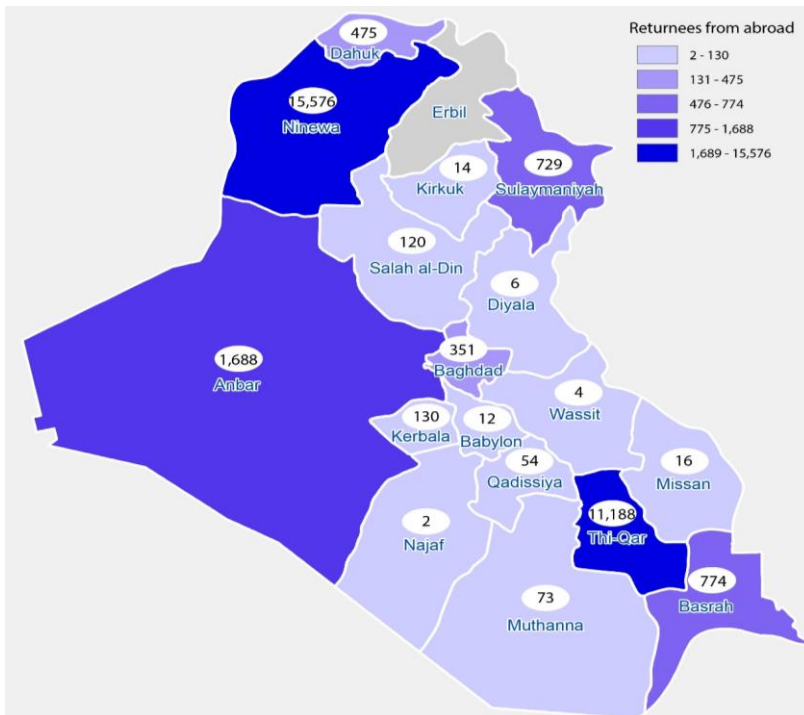 Returnees from abroad
2 - 130
131 - 475
476 - 774
775 - 1,688
1,689 - 15,576
475
Dahuk
15,576
Ninewa
Erbil
14
Kirkuk
729
Sulaymaniyah
120
Salah al-Din
6
Diyala
351
Baghdad
1,688
Anbar
4
Wassit
130
Kerbala
12
Babylon
54
Qadissiya
16
Missan
2
Najaf
11,188
Thi-Qar
73
Muthanna
774
Basrah